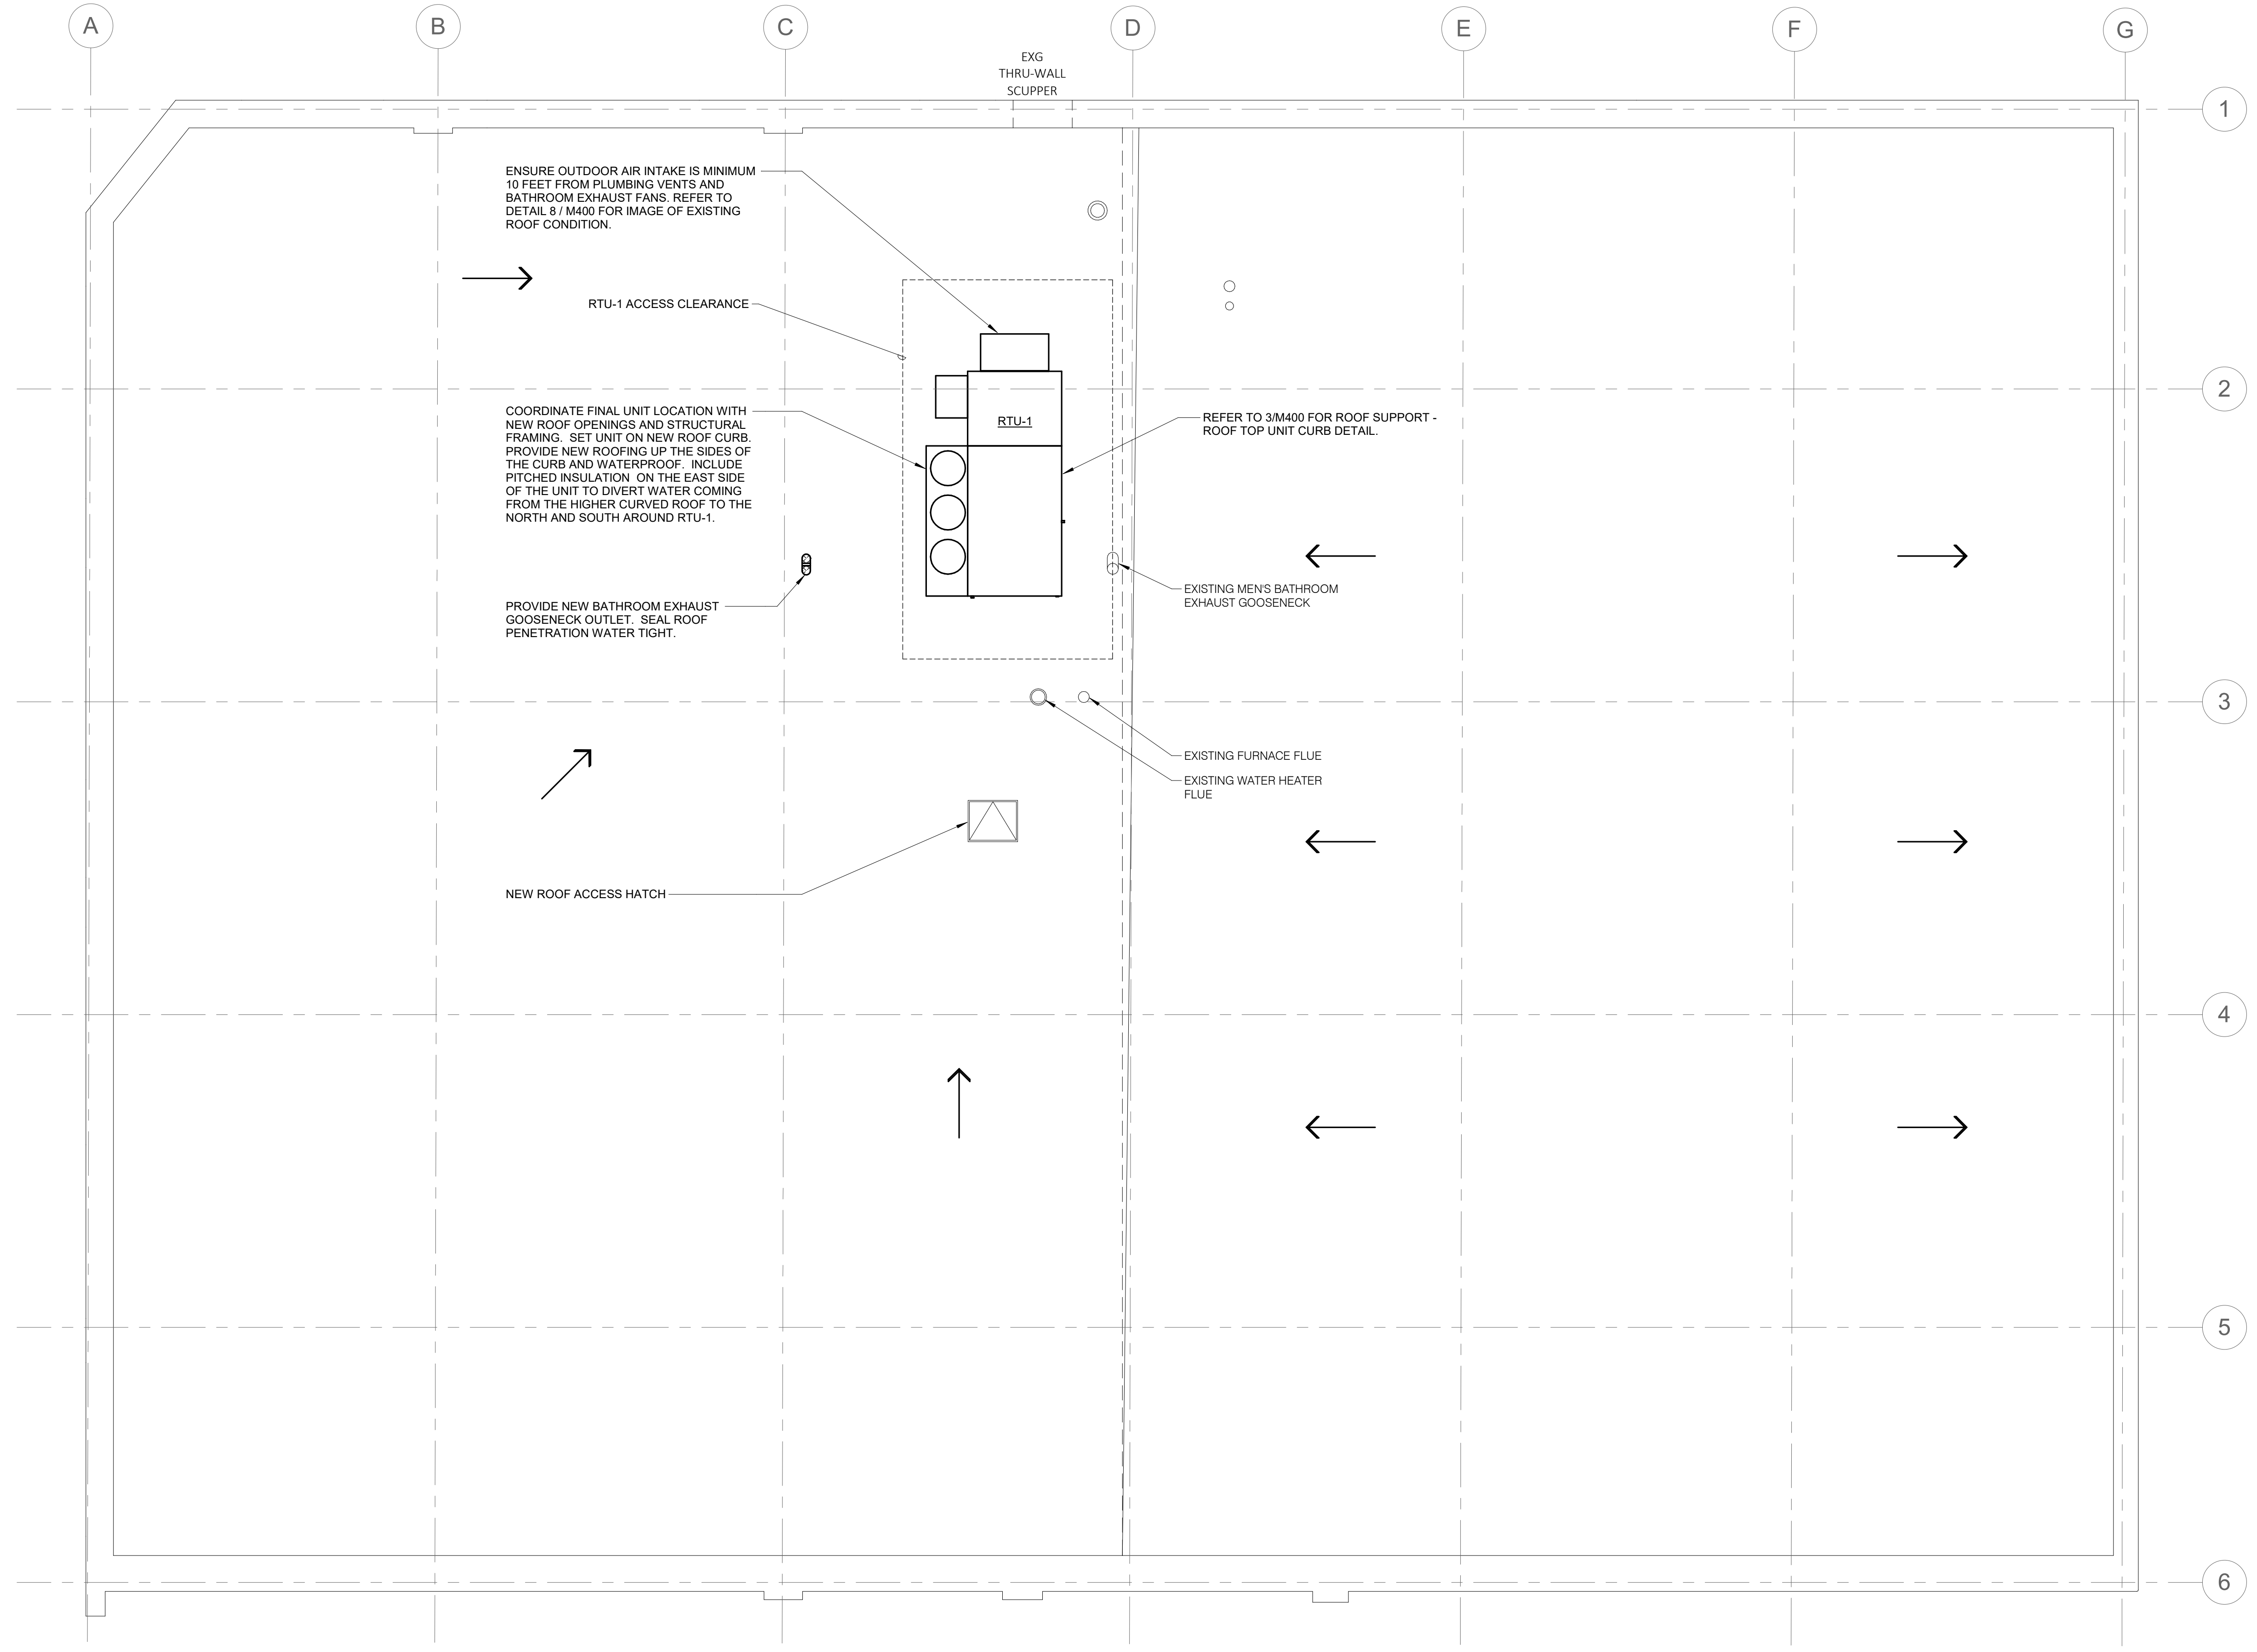 A
B
C
D
E
F
G
EXG
THRU-WALL
SCUPPER
1
ENSURE OUTDOOR AIR INTAKE IS MINIMUM
10 FEET FROM PLUMBING VENTS AND
BATHROOM EXHAUST FANS. REFER TO
DETAIL 8 / M400 FOR IMAGE OF EXISTING
ROOF CONDITION.
RTU-1 ACCESS CLEARANCE
2
COORDINATE FINAL UNIT LOCATION WITH
NEW ROOF OPENINGS AND STRUCTURAL
FRAMING. SET UNIT ON NEW ROOF CURB.
PROVIDE NEW ROOFING UP THE SIDES OF
THE CURB AND WATERPROOF. INCLUDE
PITCHED INSULATION ON THE EAST SIDE
OF THE UNIT TO DIVERT WATER COMING
FROM THE HIGHER CURVED ROOF TO THE
NORTH AND SOUTH AROUND RTU-1.
RTU-1
REFER TO 3/M400 FOR ROOF SUPPORT -
ROOF TOP UNIT CURB DETAIL.
EXISTING MEN'S BATHROOM
EXHAUST GOOSENECK
PROVIDE NEW BATHROOM EXHAUST
GOOSENECK OUTLET. SEAL ROOF
PENETRATION WATER TIGHT.
3
EXISTING FURNACE FLUE
EXISTING WATER HEATER
FLUE
NEW ROOF ACCESS HATCH
4
5
6